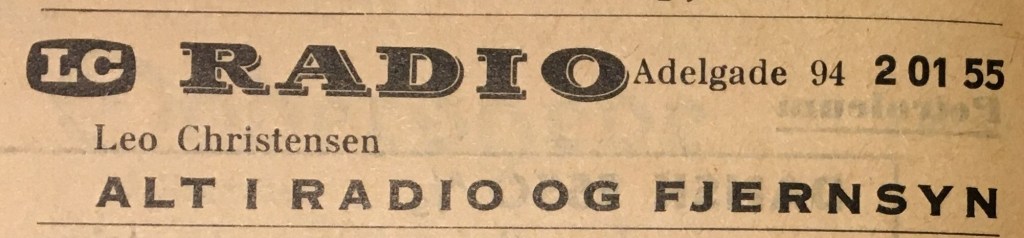 LC RADIO Adelgade 94 2 01 55
Leo Christensen
ALT I RADIO OG FJERNSYN